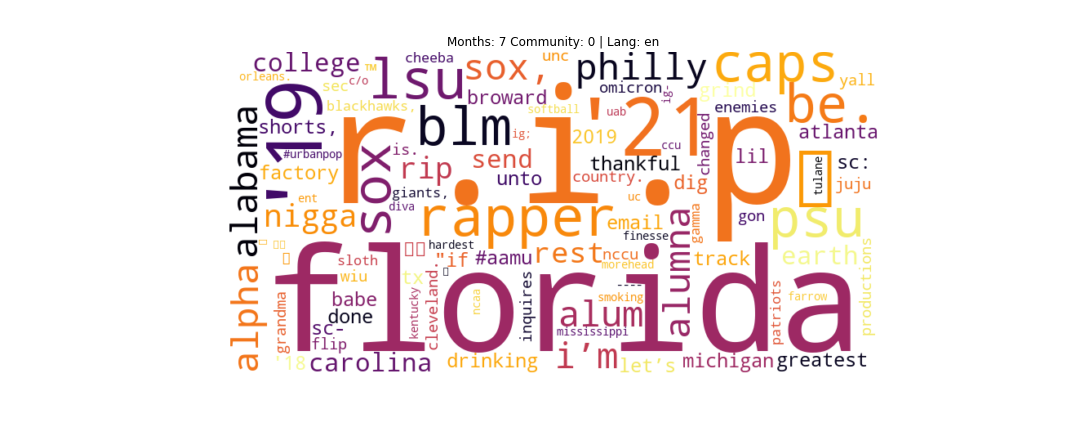 Months: 7 Community: 0 | Lang: en
college
™
cheeba
unc
philly
caps
orleans.
sec
c/o
lsu
sox,
omicron
ig-
grind
yall
'19
blackhawks,
broward
softball
uab
'21
enemies
be.
shorts,
blm
ig;
2019
ccu
changed
atlanta
alabama
#urbanpop
is.
r.i.p
sox
rip
send
thankful
lil
tulane
sc:
factory
giants,
unto
country.
dig
juju
ent
diva
uc
gon
nigga
rapper
email
gamma
psu
finesse
hardest
alpha
sloth
"if
#aamu
rest
nccu
morehead
alumna
track
earth
productions
wiu
tx
florida
grandma
babe
kentucky
cleveland.
ncaa
inquires
----
smoking
patriots
farrow
done
alum
sc-
flip
mississippi
'18
carolina
drinking
i’m
let’s
michigan
greatest